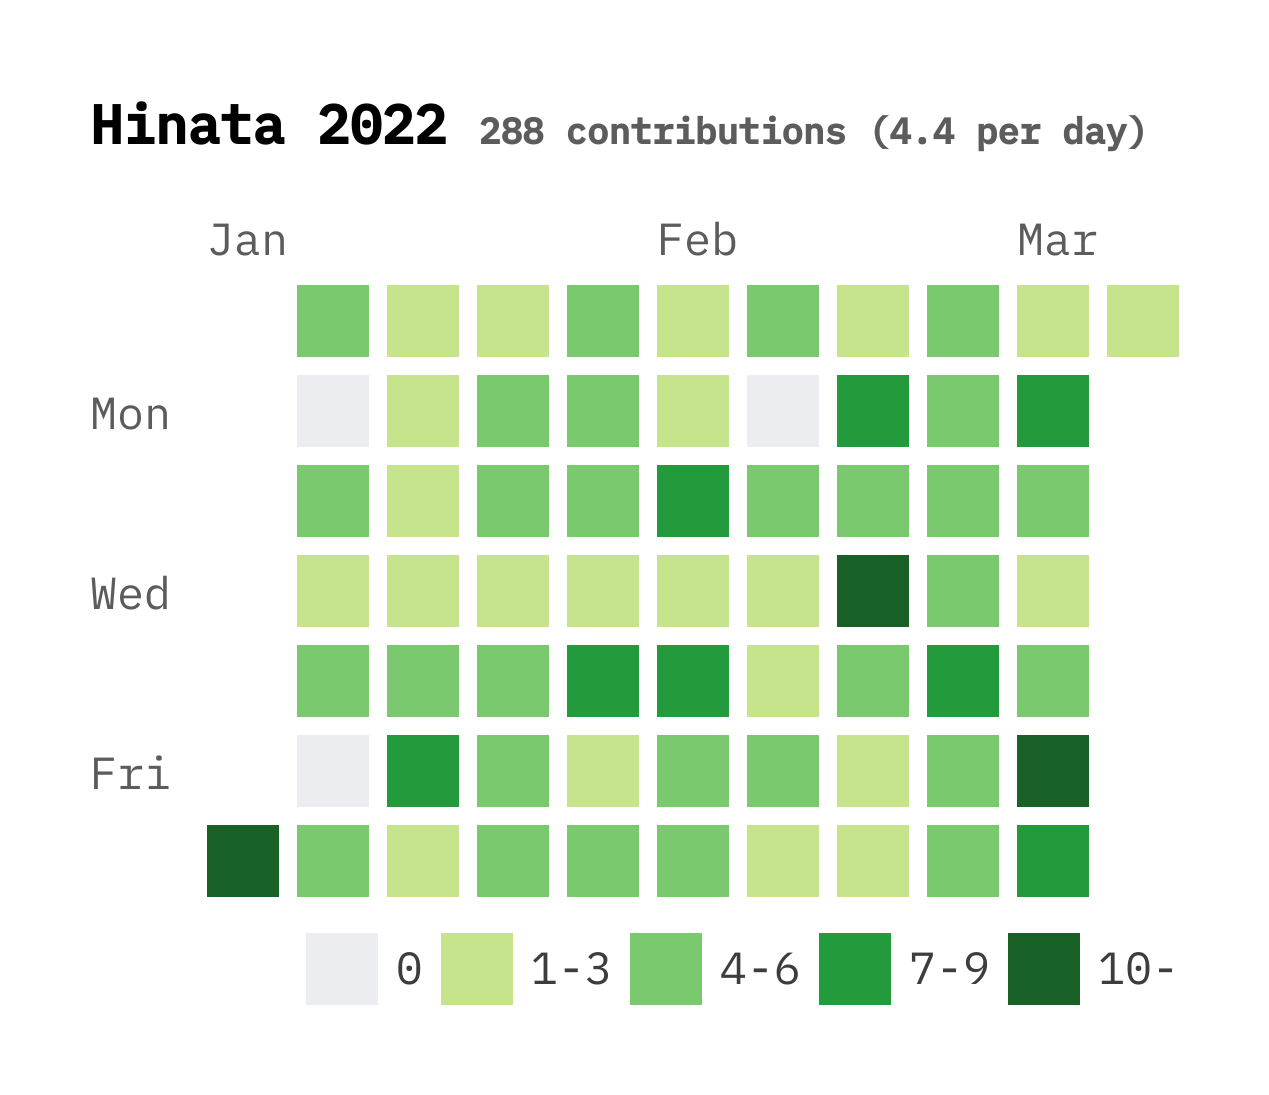 Hinata 2022 288 contributions (4.4 per day)
Jan Feb Mar
Mon
Wed
Fri
0 1-3 4-6 7-9 10-